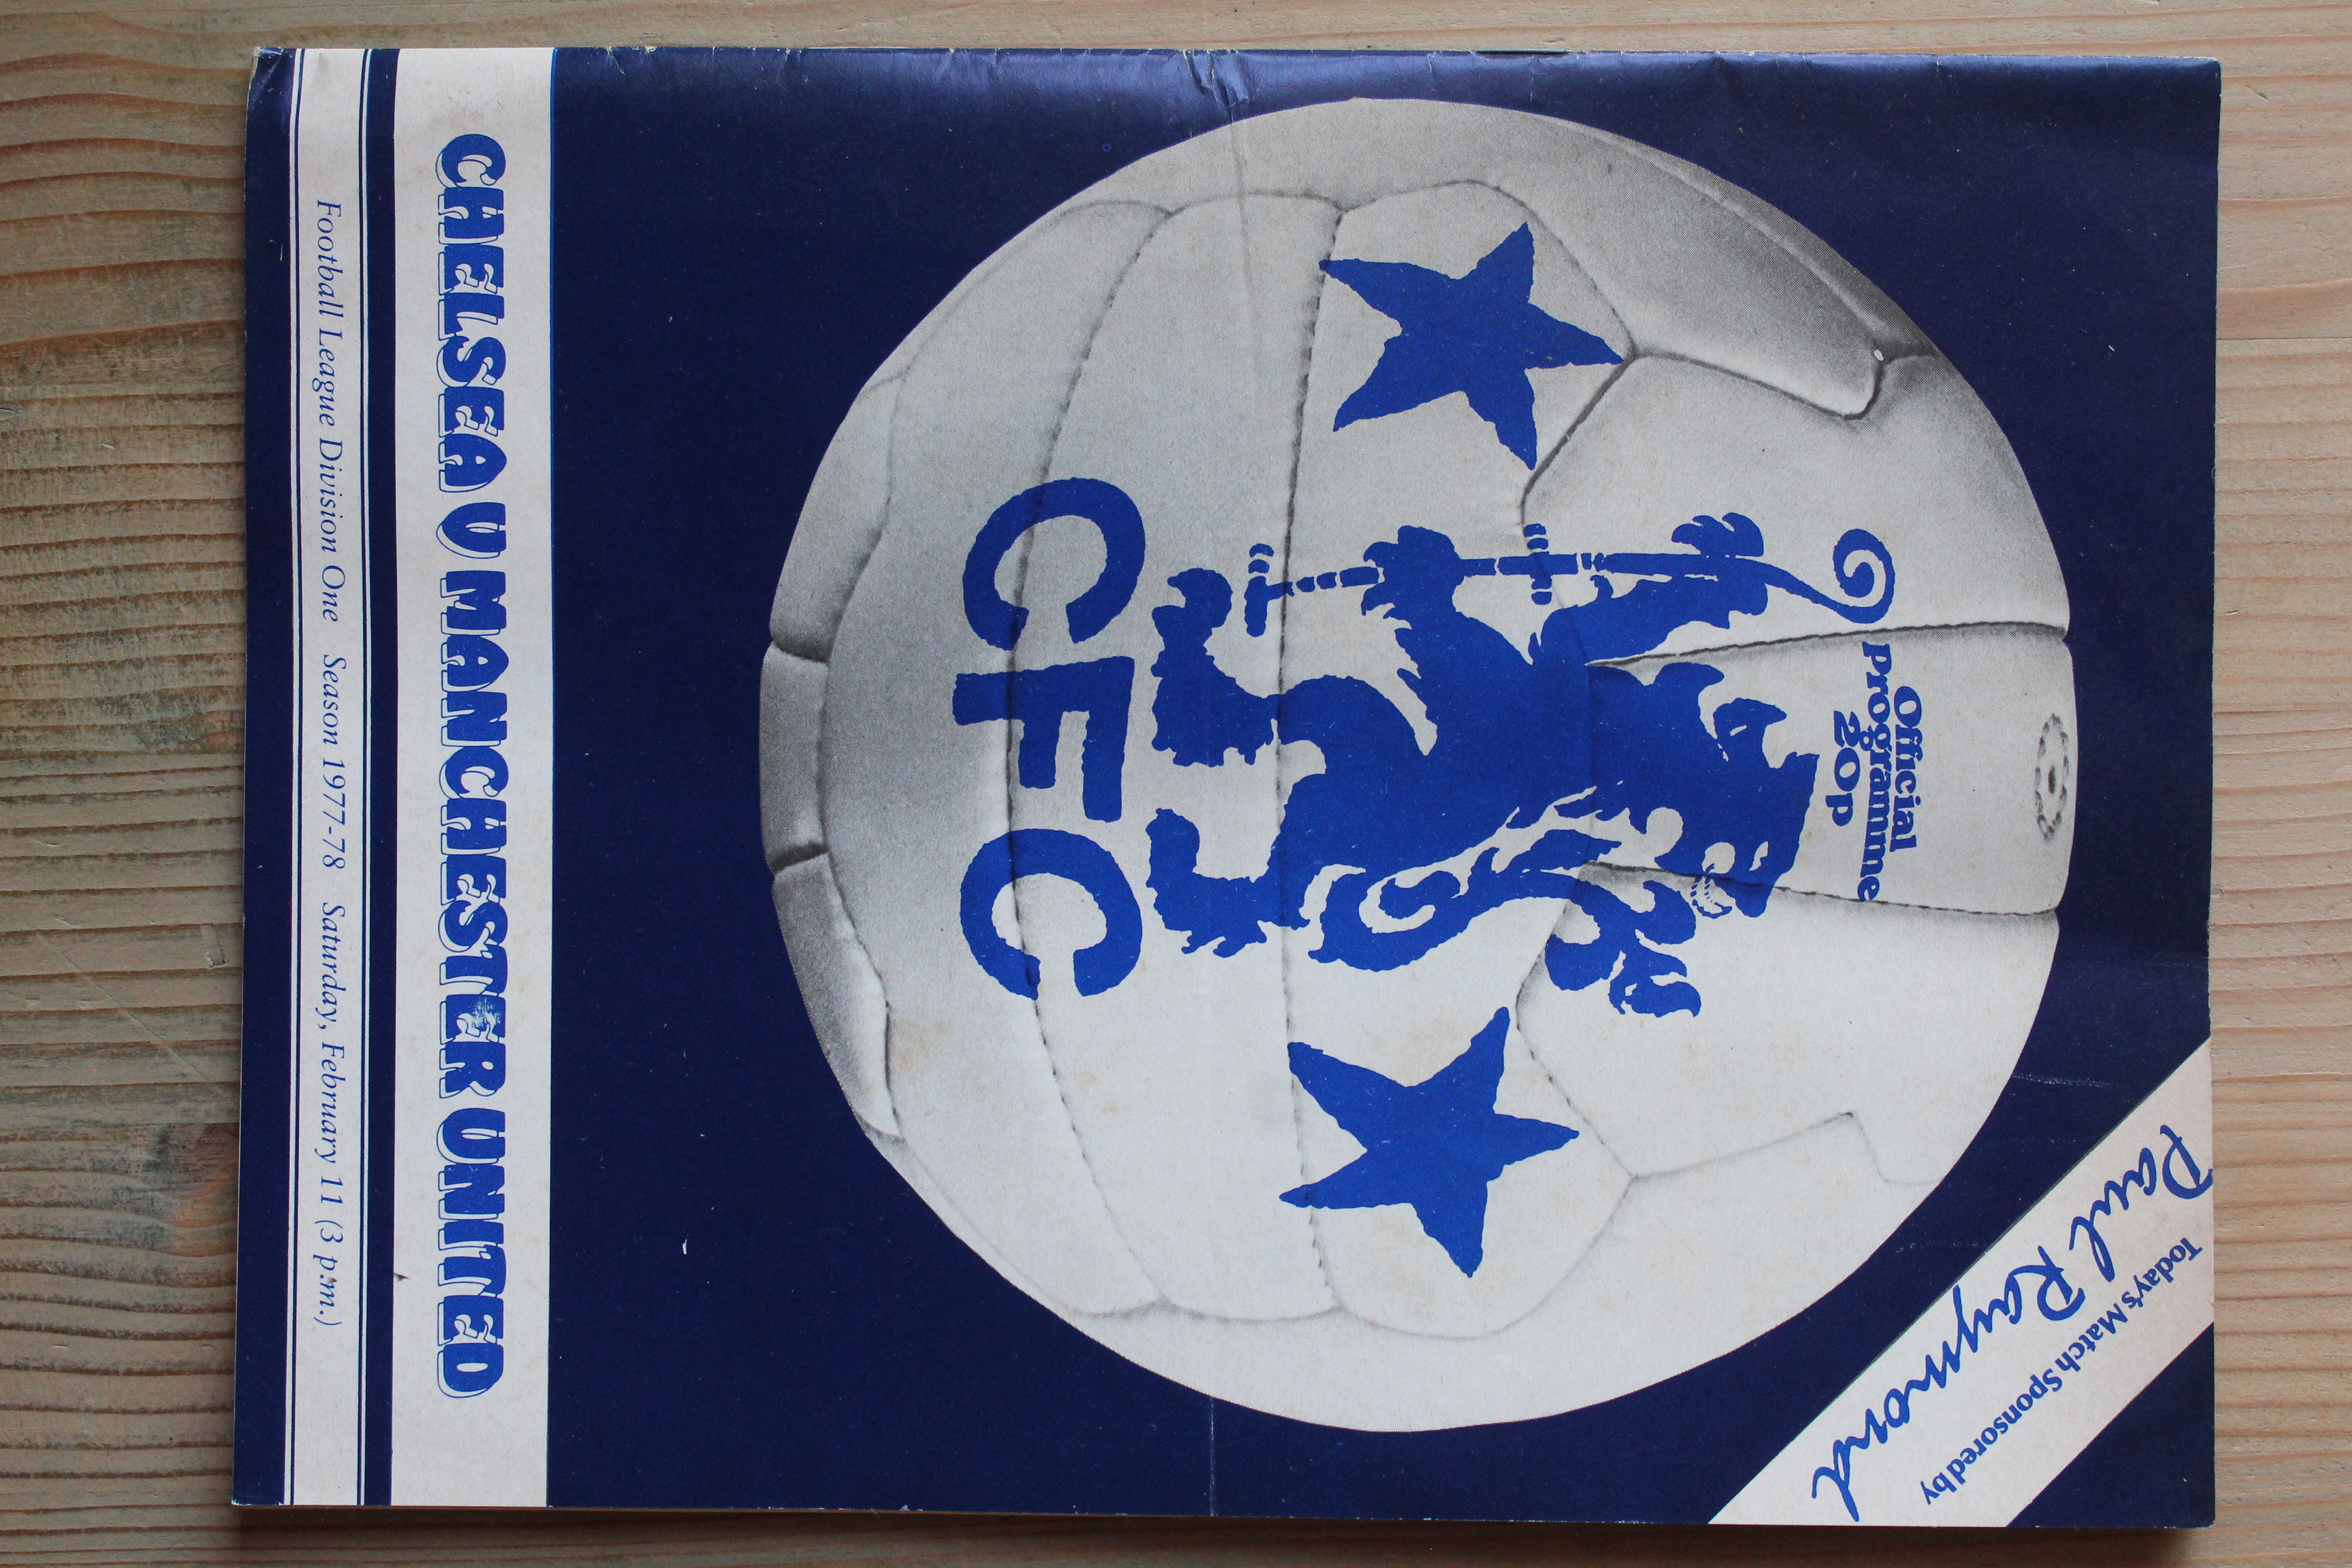 Today's Match Sponsored by
Paul Raymond
Official
Programme
20p
CFC
CHELSEA V MANCHESTER UNITED
Football League Division One Season 1977-78 Saturday, February 11 (3 p.m.)